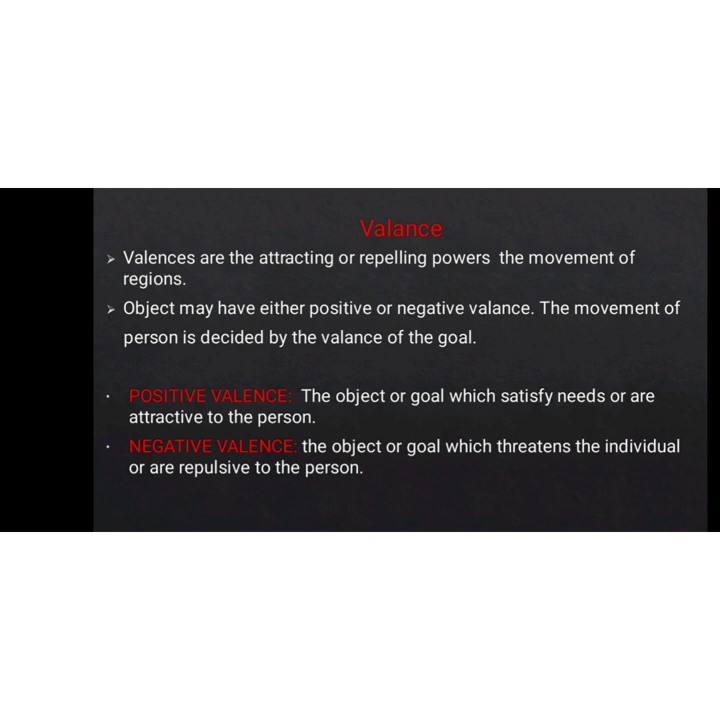 Valance
➢ Valences are the attracting or repelling powers  the movement of
regions.
➢ Object may have either positive or negative valance. The movement of
person is decided by the valance of the goal.
• POSITIVE VALENCE:  The object or goal which satisfy needs or are
attractive to the person.
• NEGATIVE VALENCE: the object or goal which threatens the individual
or are repulsive to the person.